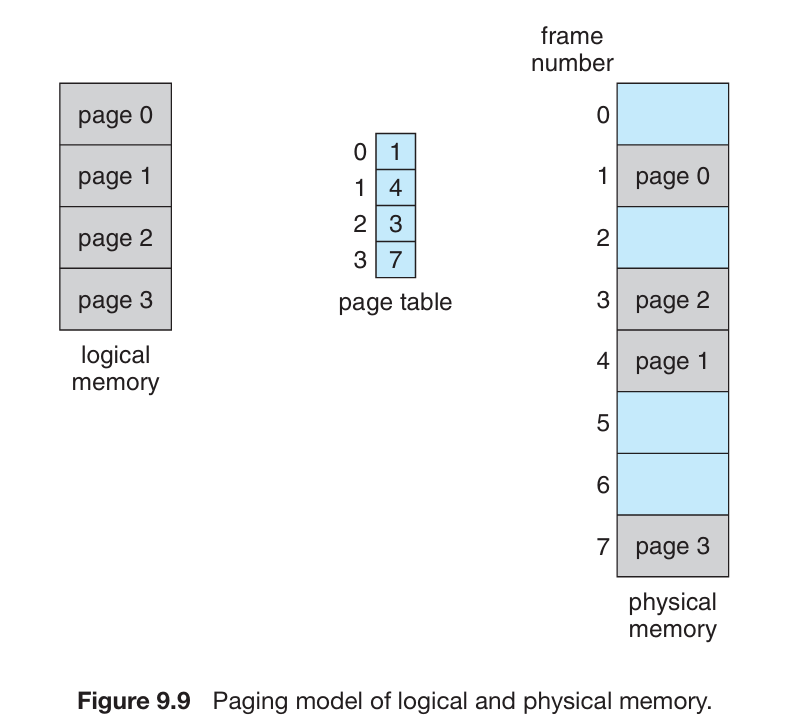 frame
number
page 0
page 1
page 2
page 3
logical
memory
0 1
1 4
2 3
3 7
page table
0
1 page 0
2
3 page 2
4 page 1
5
6
7 page 3
physical
memory
Figure 9.9 Paging model of logical and physical memory.